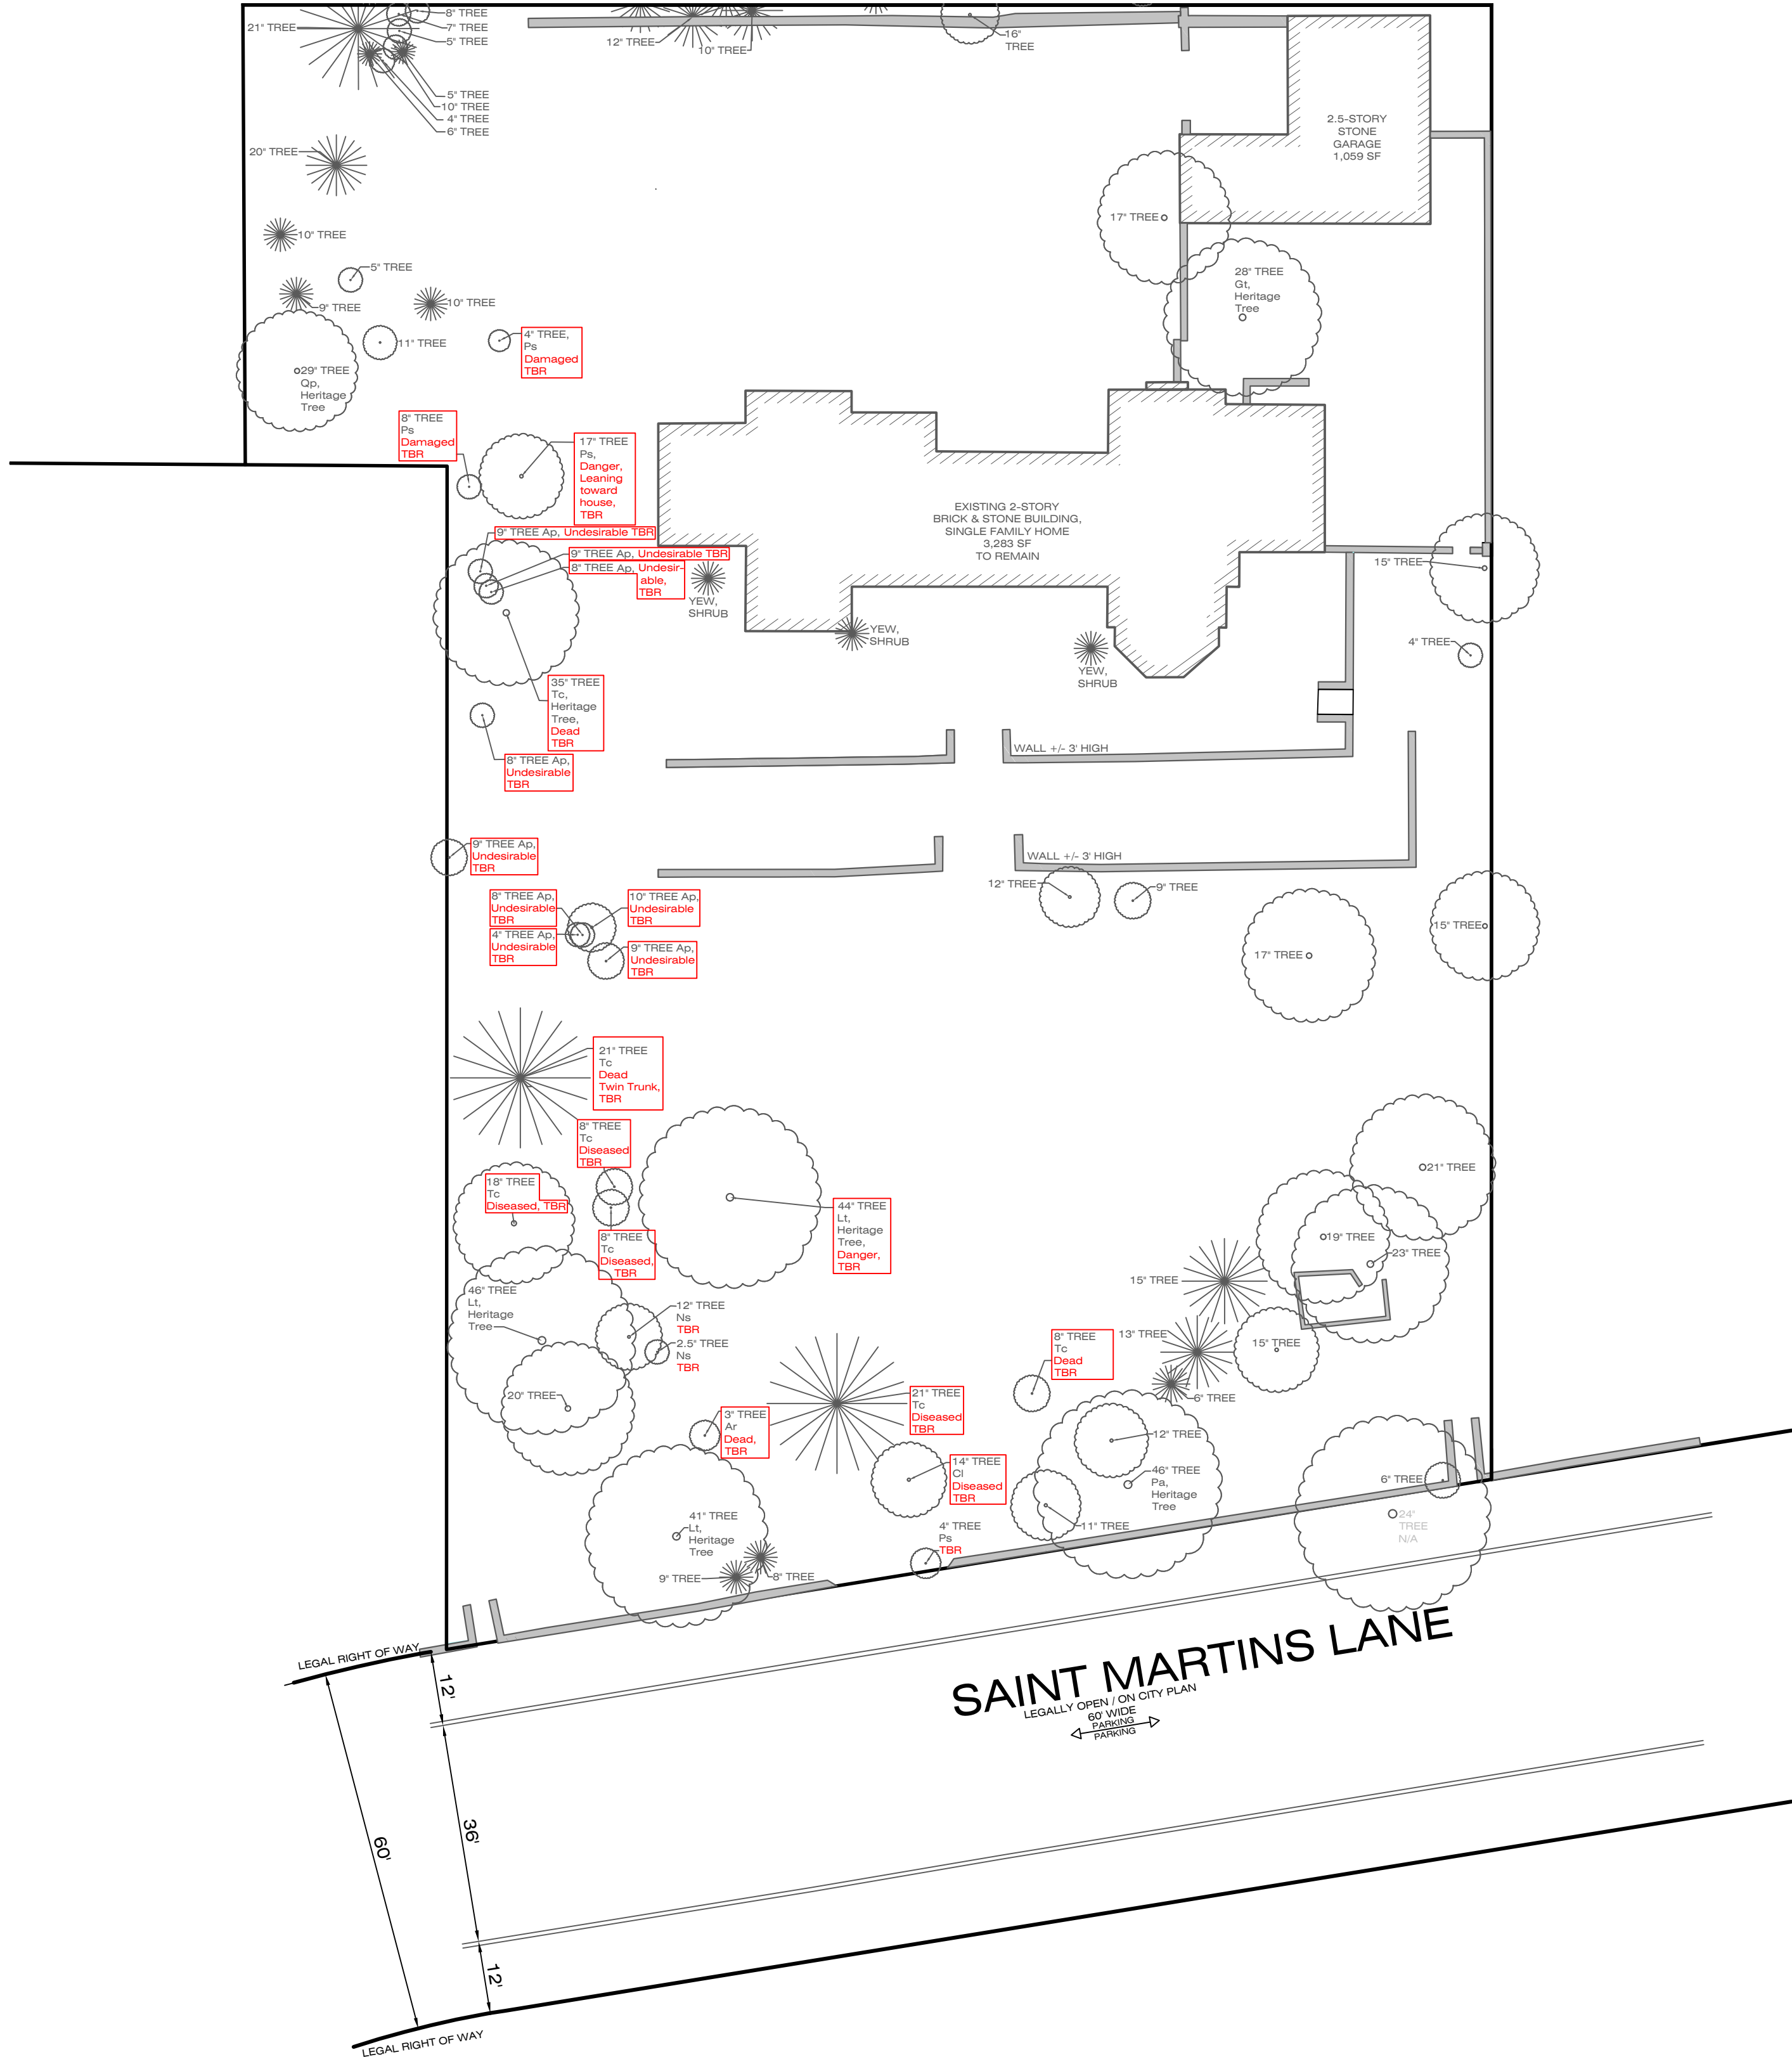 8" TREE
21" TREE
7" TREE
5" TREE
12" TREE
10" TREE
16"
TREE
5" TREE
10" TREE
4" TREE
6" TREE
2.5-STORY
STONE
GARAGE
1,059 SF
20" TREE
17" TREE
10" TREE
5" TREE
28" TREE
Gt,
Heritage
Tree
9" TREE
10" TREE
11" TREE
4" TREE,
Ps
Damaged
TBR
29" TREE
Qp,
Heritage
Tree
8" TREE
Ps
Damaged
TBR
17" TREE
Ps,
Danger,
Leaning
toward
house,
TBR
EXISTING 2-STORY
BRICK & STONE BUILDING,
SINGLE FAMILY HOME
3,283 SF
TO REMAIN
9" TREE Ap, Undesirable TBR
9" TREE Ap, Undesirable TBR
8" TREE Ap, Undesir-
able,
TBR
YEW,
SHRUB
YEW,
SHRUB
YEW,
SHRUB
15" TREE
4" TREE
35" TREE
Tc,
Heritage
Tree,
Dead
TBR
8" TREE Ap,
Undesirable
TBR
WALL +/- 3' HIGH
9" TREE Ap,
Undesirable
TBR
WALL +/- 3' HIGH
12" TREE
9" TREE
8" TREE Ap,
Undesirable
TBR
10" TREE Ap,
Undesirable
TBR
4" TREE Ap,
Undesirable
TBR
9" TREE Ap,
Undesirable
TBR
15" TREE
17" TREE
21" TREE
Tc
Dead
Twin Trunk,
TBR
8" TREE
Tc
Diseased
TBR
18" TREE
Tc
Diseased, TBR
21" TREE
44" TREE
Lt,
Heritage
Tree,
Danger,
TBR
8" TREE
Tc
Diseased,
TBR
19" TREE
23" TREE
15" TREE
46" TREE
Lt,
Heritage
Tree
12" TREE
Ns
TBR
2.5" TREE
Ns
TBR
13" TREE
15" TREE
8" TREE
Tc
Dead
TBR
6" TREE
20" TREE
21" TREE
Tc
Diseased
TBR
3" TREE
Ar
Dead,
TBR
12" TREE
14" TREE
Cl
Diseased
TBR
46" TREE
Pa,
Heritage
Tree
6" TREE
24"
TREE
N/A
41" TREE
Lt,
Heritage
Tree
4" TREE
Ps
TBR
11" TREE
9" TREE
8" TREE
LEGAL RIGHT OF WAY
12'
SAINT MARTINS LANE
LEGALLY OPEN / ON CITY PLAN
60' WIDE
PARKING
PARKING
60'
36'
12'
LEGAL RIGHT OF WAY